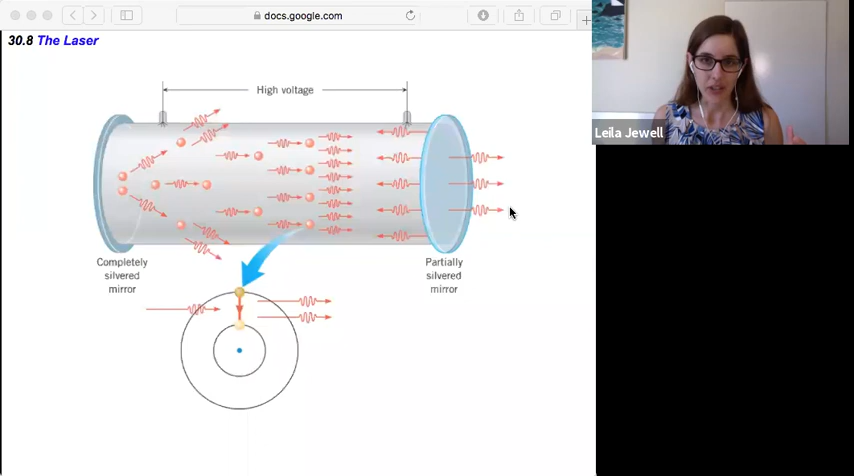 docs.google.com
30.8 The Laser
High voltage
Leila Jewell
Completely
silvered
mirror
Partially
silvered
mirror